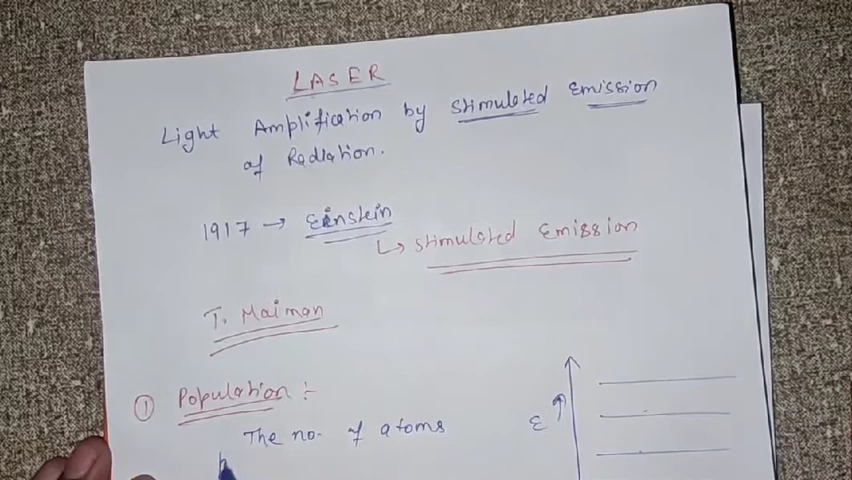 LASER
Light Amplification by stimulated Emission
of Radiation.
1917 → Einstein
↳ stimulated Emission
T. Maiman
① Population :-
The no. of atoms
E ↑